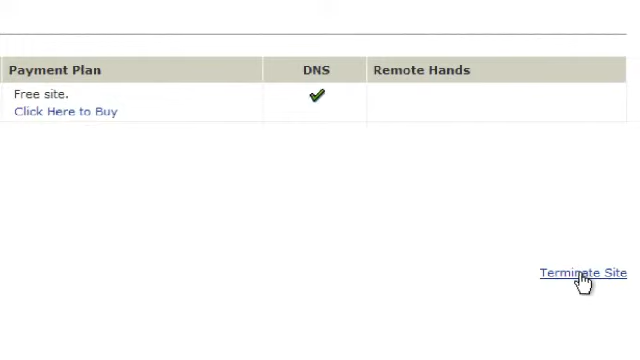 Payment Plan DNS Remote Hands
Free site.
Click Here to Buy
Terminate Site